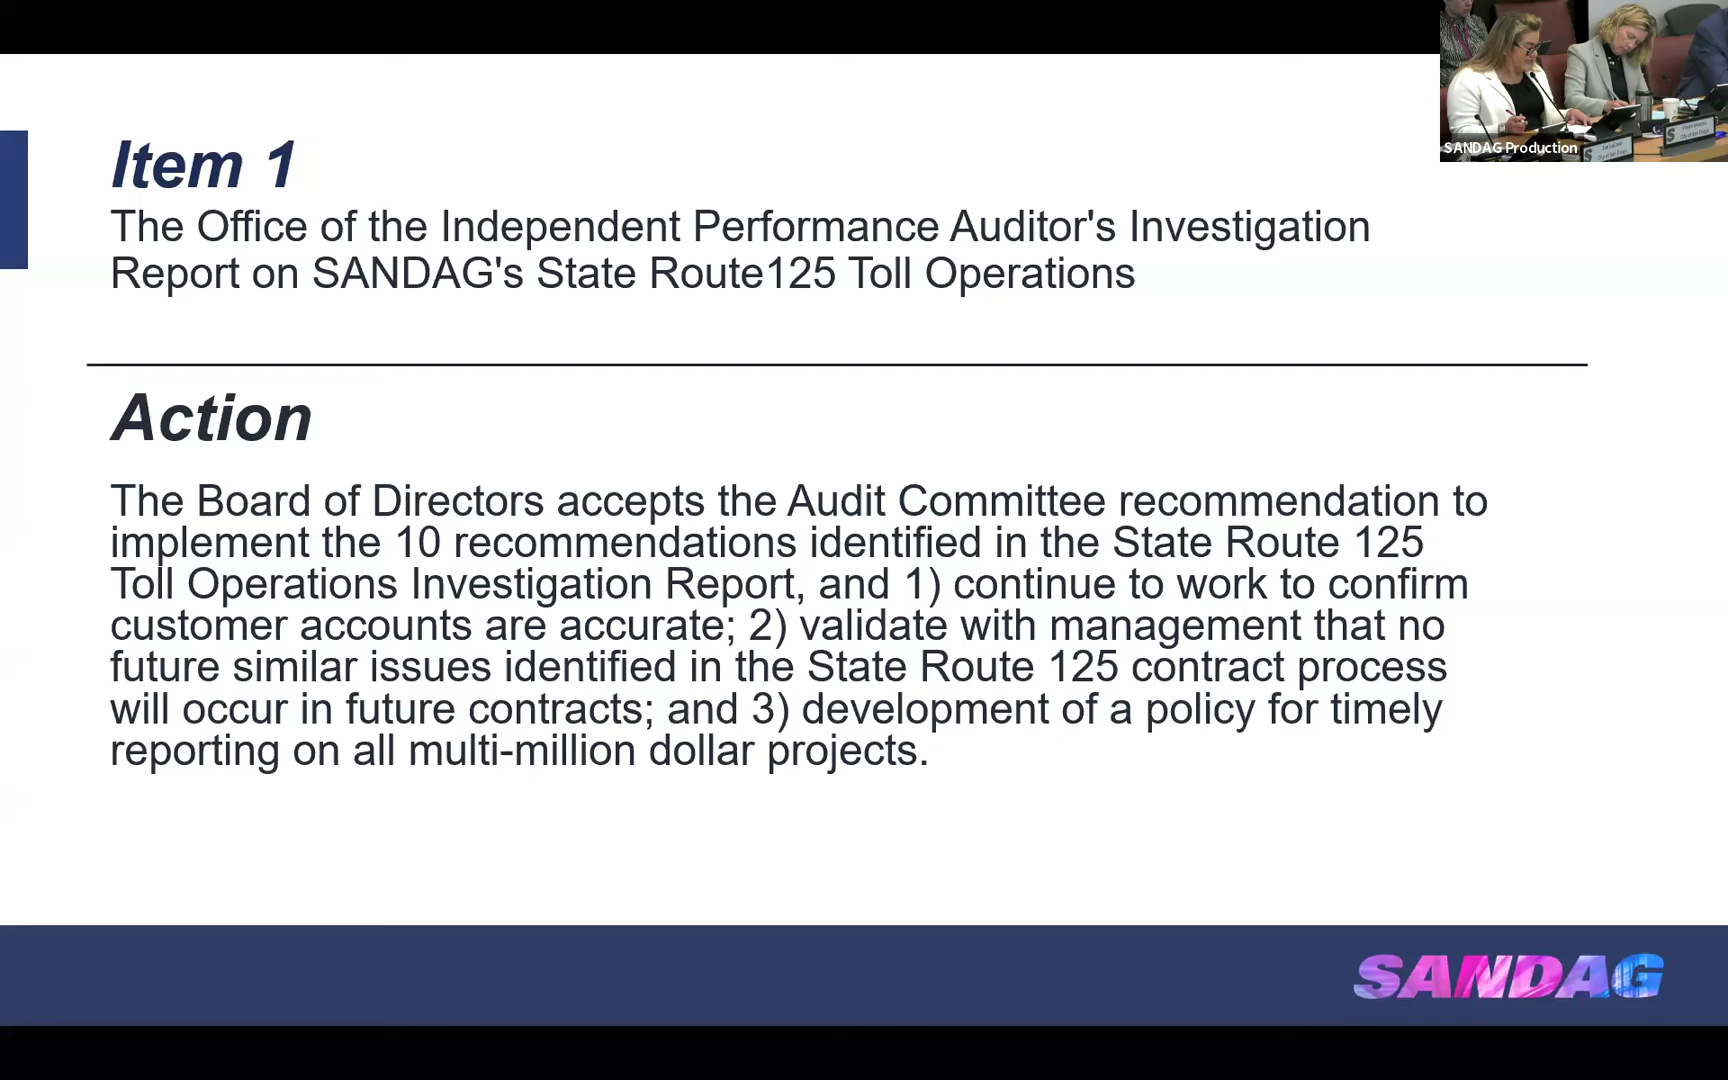 SANDAG Production
Item 1
The Office of the Independent Performance Auditor's Investigation
Report on SANDAG's State Route125 Toll Operations
Action
The Board of Directors accepts the Audit Committee recommendation to
implement the 10 recommendations identified in the State Route 125
Toll Operations Investigation Report, and 1) continue to work to confirm
customer accounts are accurate; 2) validate with management that no
future similar issues identified in the State Route 125 contract process
will occur in future contracts; and 3) development of a policy for timely
reporting on all multi-million dollar projects.
SANDAG